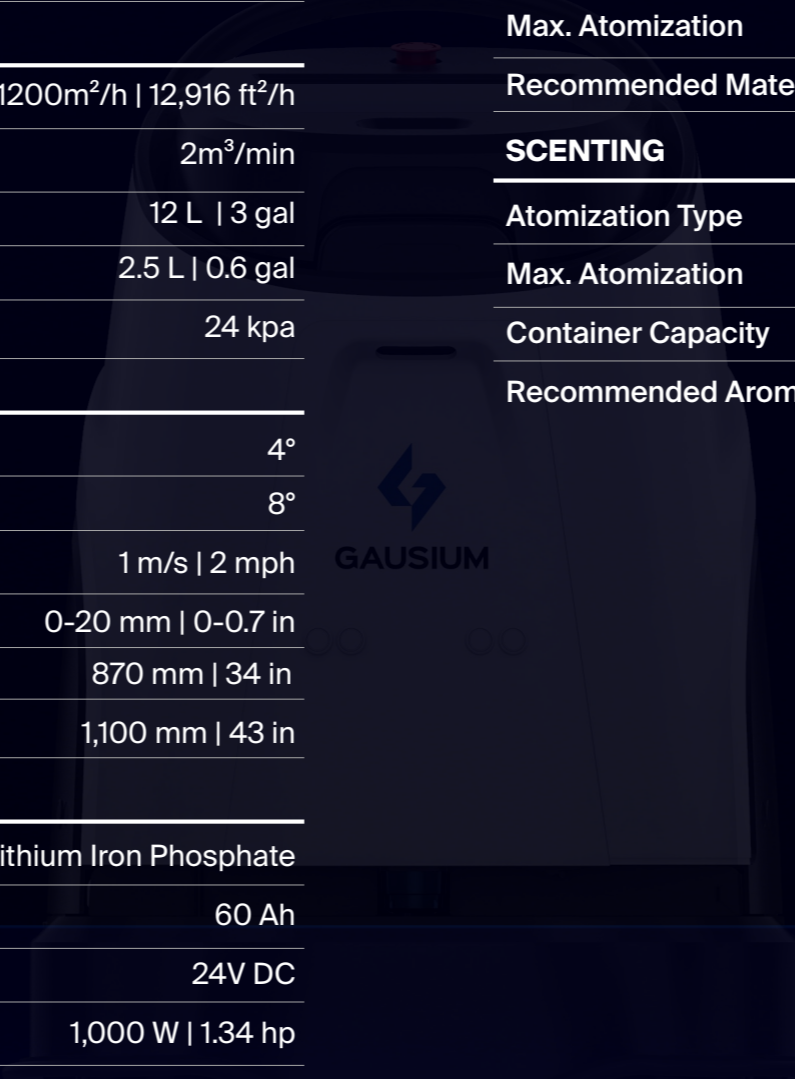 1200m²/h | 12,916 ft²/h
2m³/min
12 L | 3 gal
2.5 L | 0.6 gal
24 kpa
4°
8°
1 m/s | 2 mph
0-20 mm | 0-0.7 in
870 mm | 34 in
1,100 mm | 43 in
ithium Iron Phosphate
60 Ah
24V DC
1,000 W | 1.34 hp
Max. Atomization
Recommended Mate
SCENTING
Atomization Type
Max. Atomization
Container Capacity
Recommended Arom
GAUSIUM